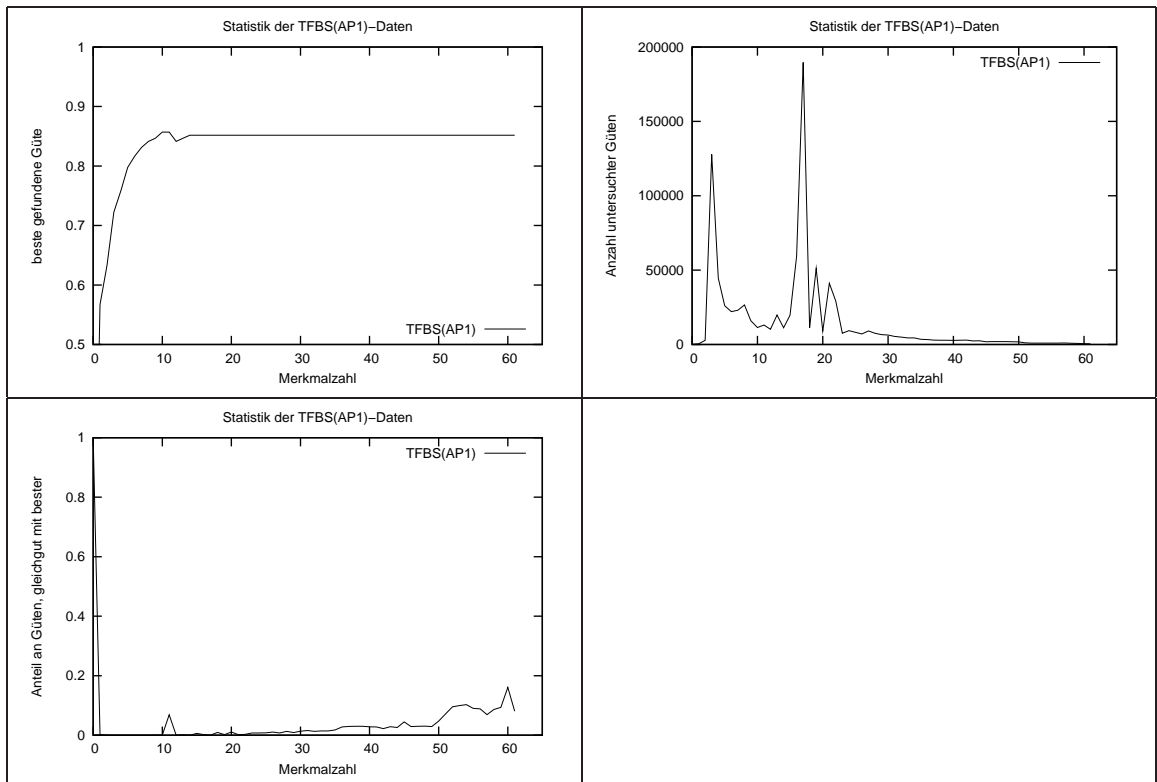 Statistik der TFBS(AP1)−Daten
1
0.9
0.8
0.7
0.6
0.5
beste gefundene Güte
TFBS(AP1)
0 10 20 30 40 50 60
Merkmalzahl
Statistik der TFBS(AP1)−Daten
200000
150000
100000
50000
0
Anzahl untersuchter Güten
TFBS(AP1)
0 10 20 30 40 50 60
Merkmalzahl
Statistik der TFBS(AP1)−Daten
1
0.8
0.6
0.4
0.2
0
Anteil an Güten, gleichgut mit bester
TFBS(AP1)
0 10 20 30 40 50 60
Merkmalzahl